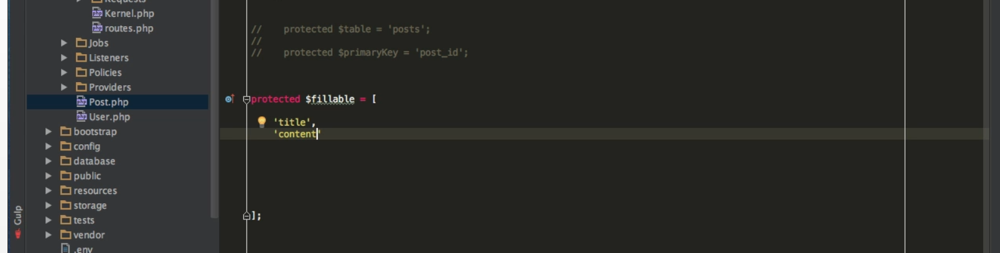 Requests
Kernel.php
routes.php
Jobs
Listeners
Policies
Providers
Post.php
User.php
bootstrap
config
database
public
resources
storage
tests
vendor
.env
Gulp
//    protected $table = 'posts';
//
//    protected $primaryKey = 'post_id';
protected $fillable = [
'title',
'content'
];